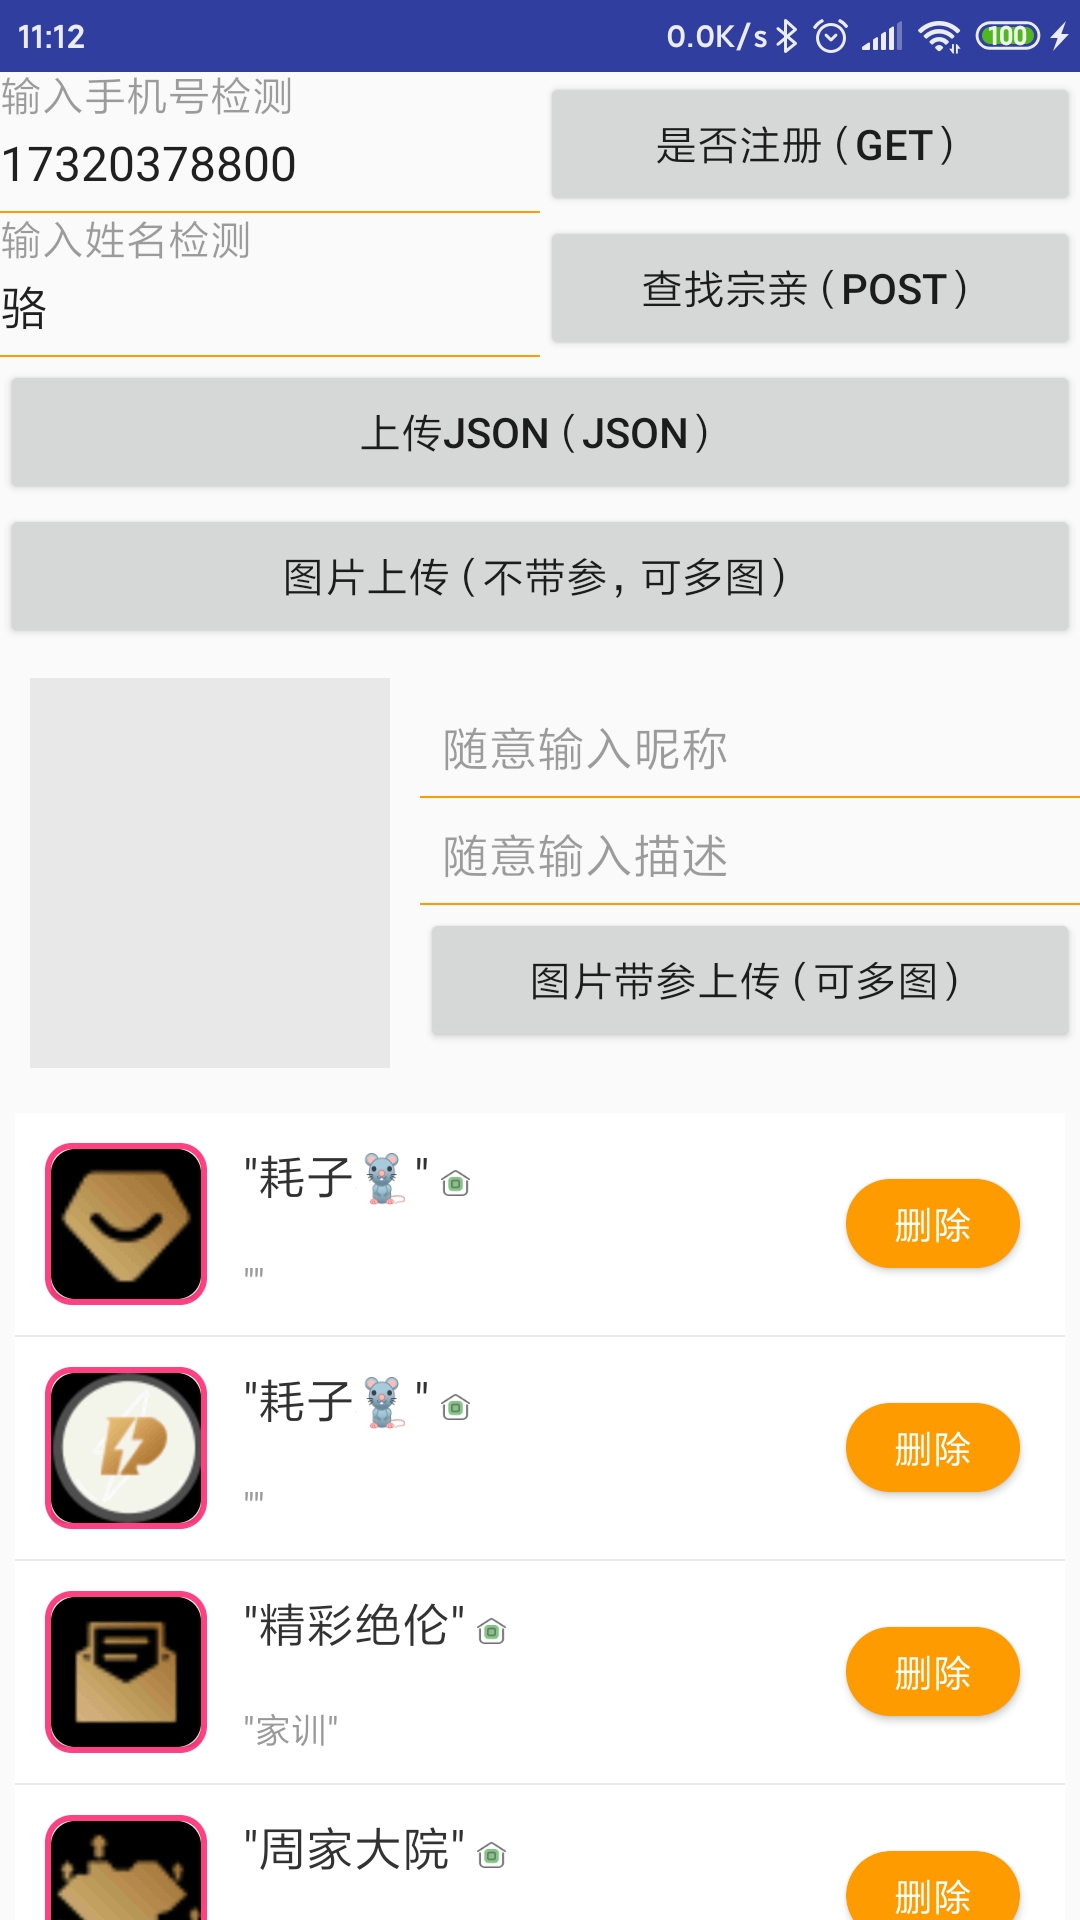 11:12
0.0K/s
100
输入手机号检测
17320378800
是否注册（GET）
输入姓名检测
骆
查找宗亲（POST）
上传JSON（JSON）
图片上传（不带参，可多图）
随意输入昵称
随意输入描述
图片带参上传（可多图）
"耗子🐭"
""
删除
"耗子🐭"
""
删除
"精彩绝伦"
"家训"
删除
"周家大院"
删除